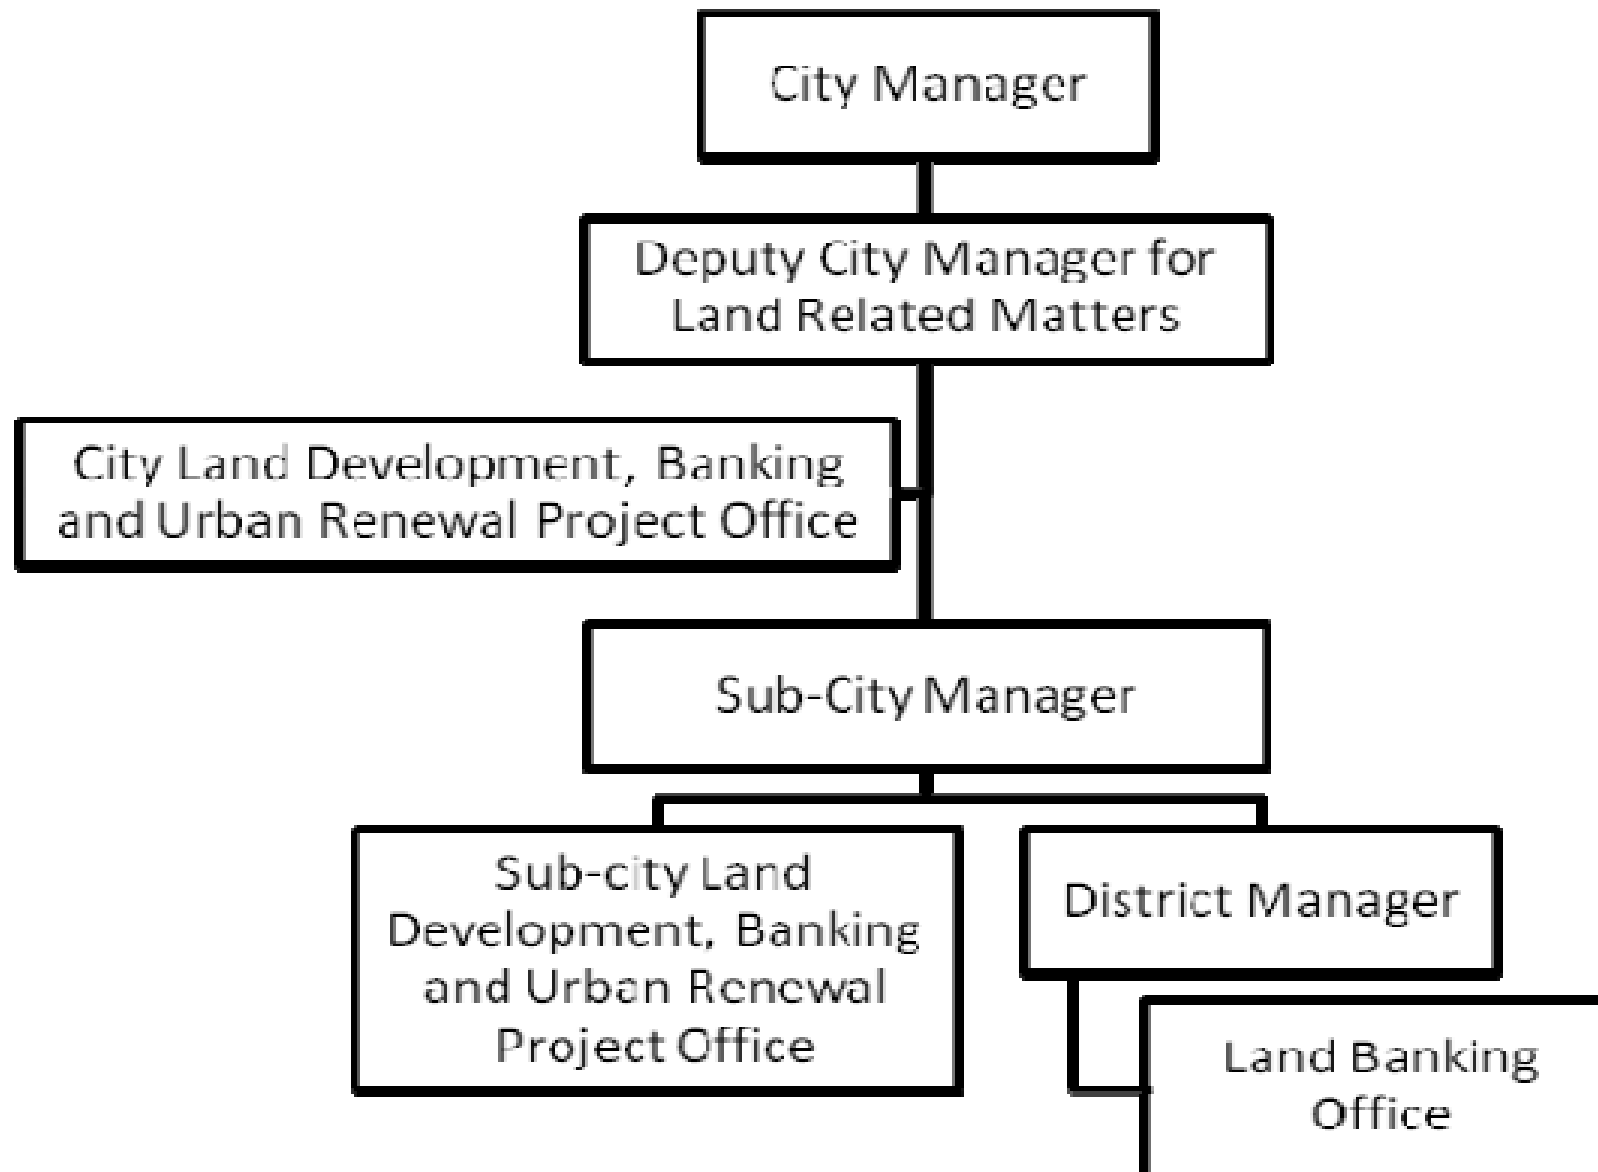 City Manager
Deputy City Manager for
Land Related Matters
City Land Development, Banking
and Urban Renewal Project Office
Sub-City Manager
Sub-city Land
Development, Banking
and Urban Renewal
Project Office
District Manager
Land Banking
Office